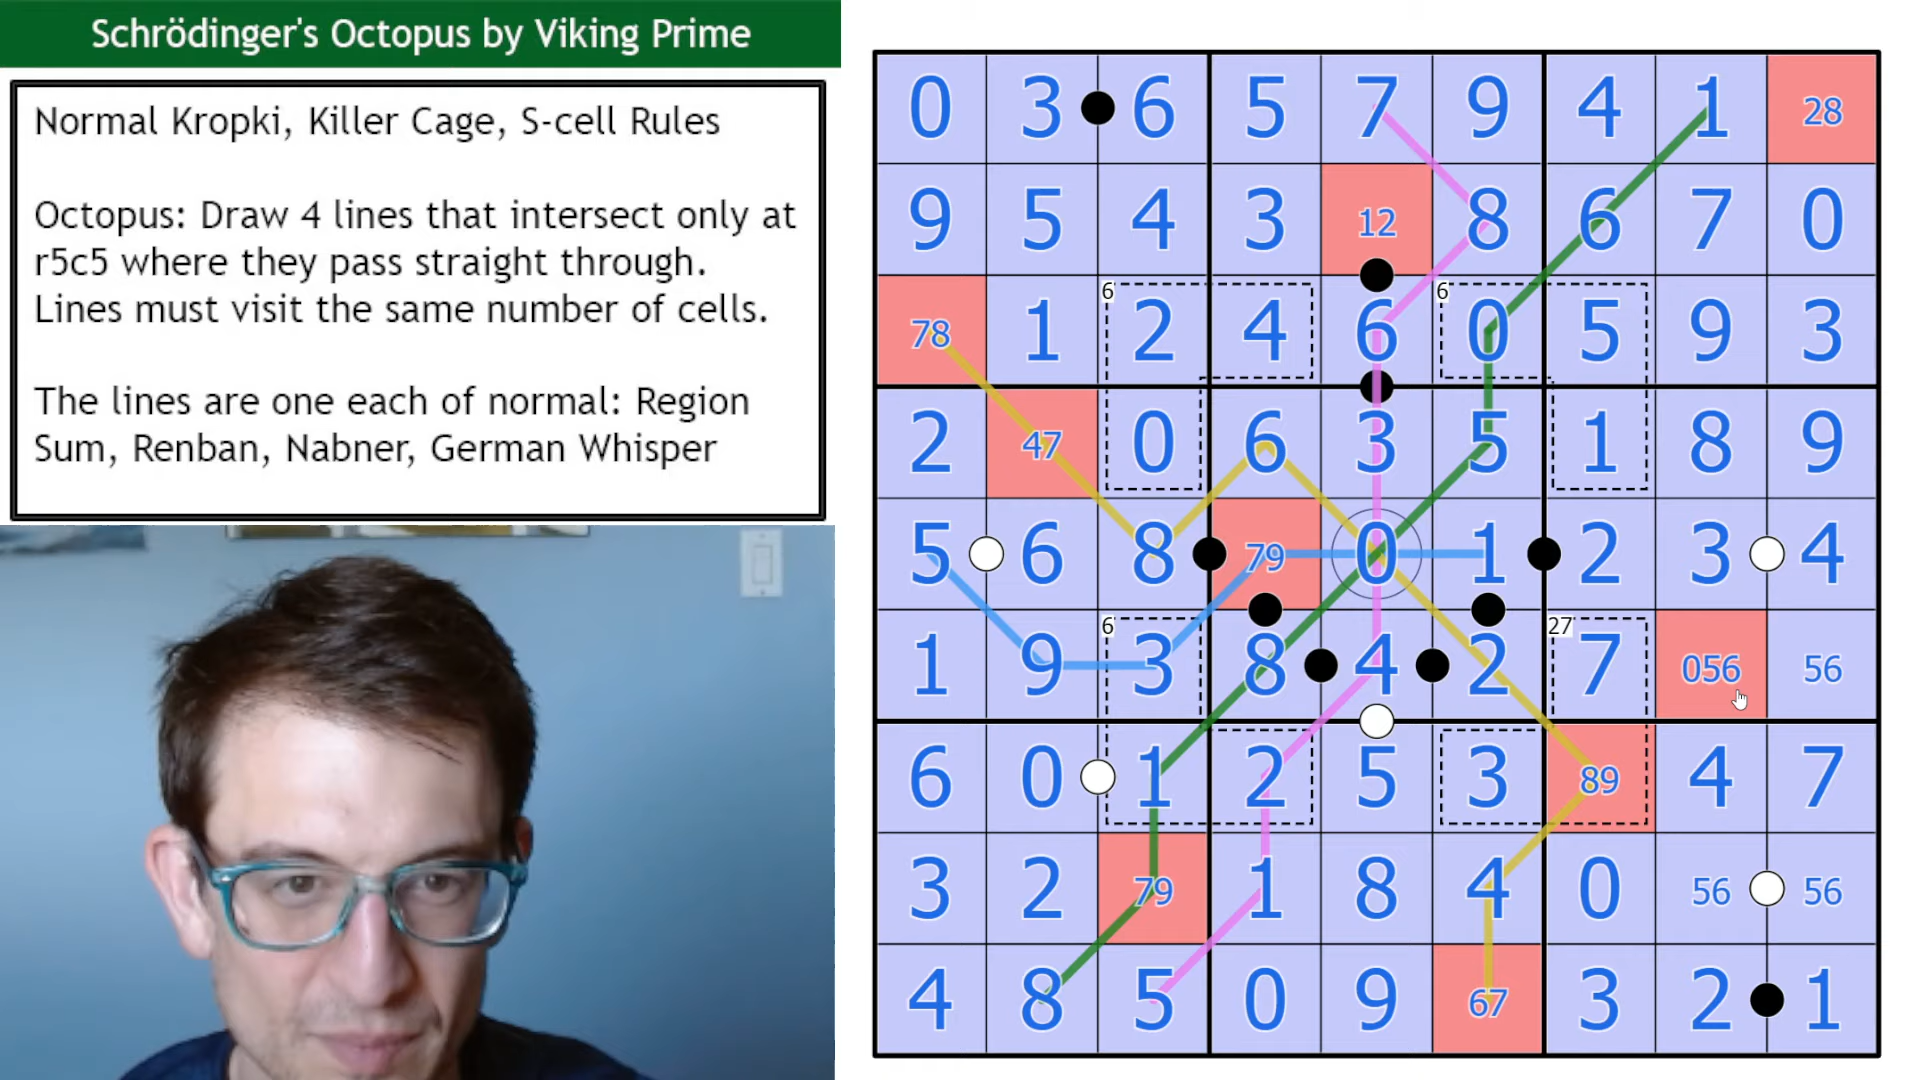 Schrödinger's Octopus by Viking Prime
Normal Kropki, Killer Cage, S-cell Rules
Octopus: Draw 4 lines that intersect only at
r5c5 where they pass straight through.
Lines must visit the same number of cells.
The lines are one each of normal: Region
Sum, Renban, Nabner, German Whisper
0 3 6 5 7 9 4 1 28
9 5 4 3 12 8 6 7 0
6 6
78 1 2 4 6 0 5 9 3
2 47 0 6 3 5 1 8 9
5 6 8 79 0 1 2 3 4
6 27
1 9 3 8 4 2 7 056 56
6 0 1 2 5 3 89 4 7
3 2 79 1 8 4 0 56 56
4 8 5 0 9 67 3 2 1